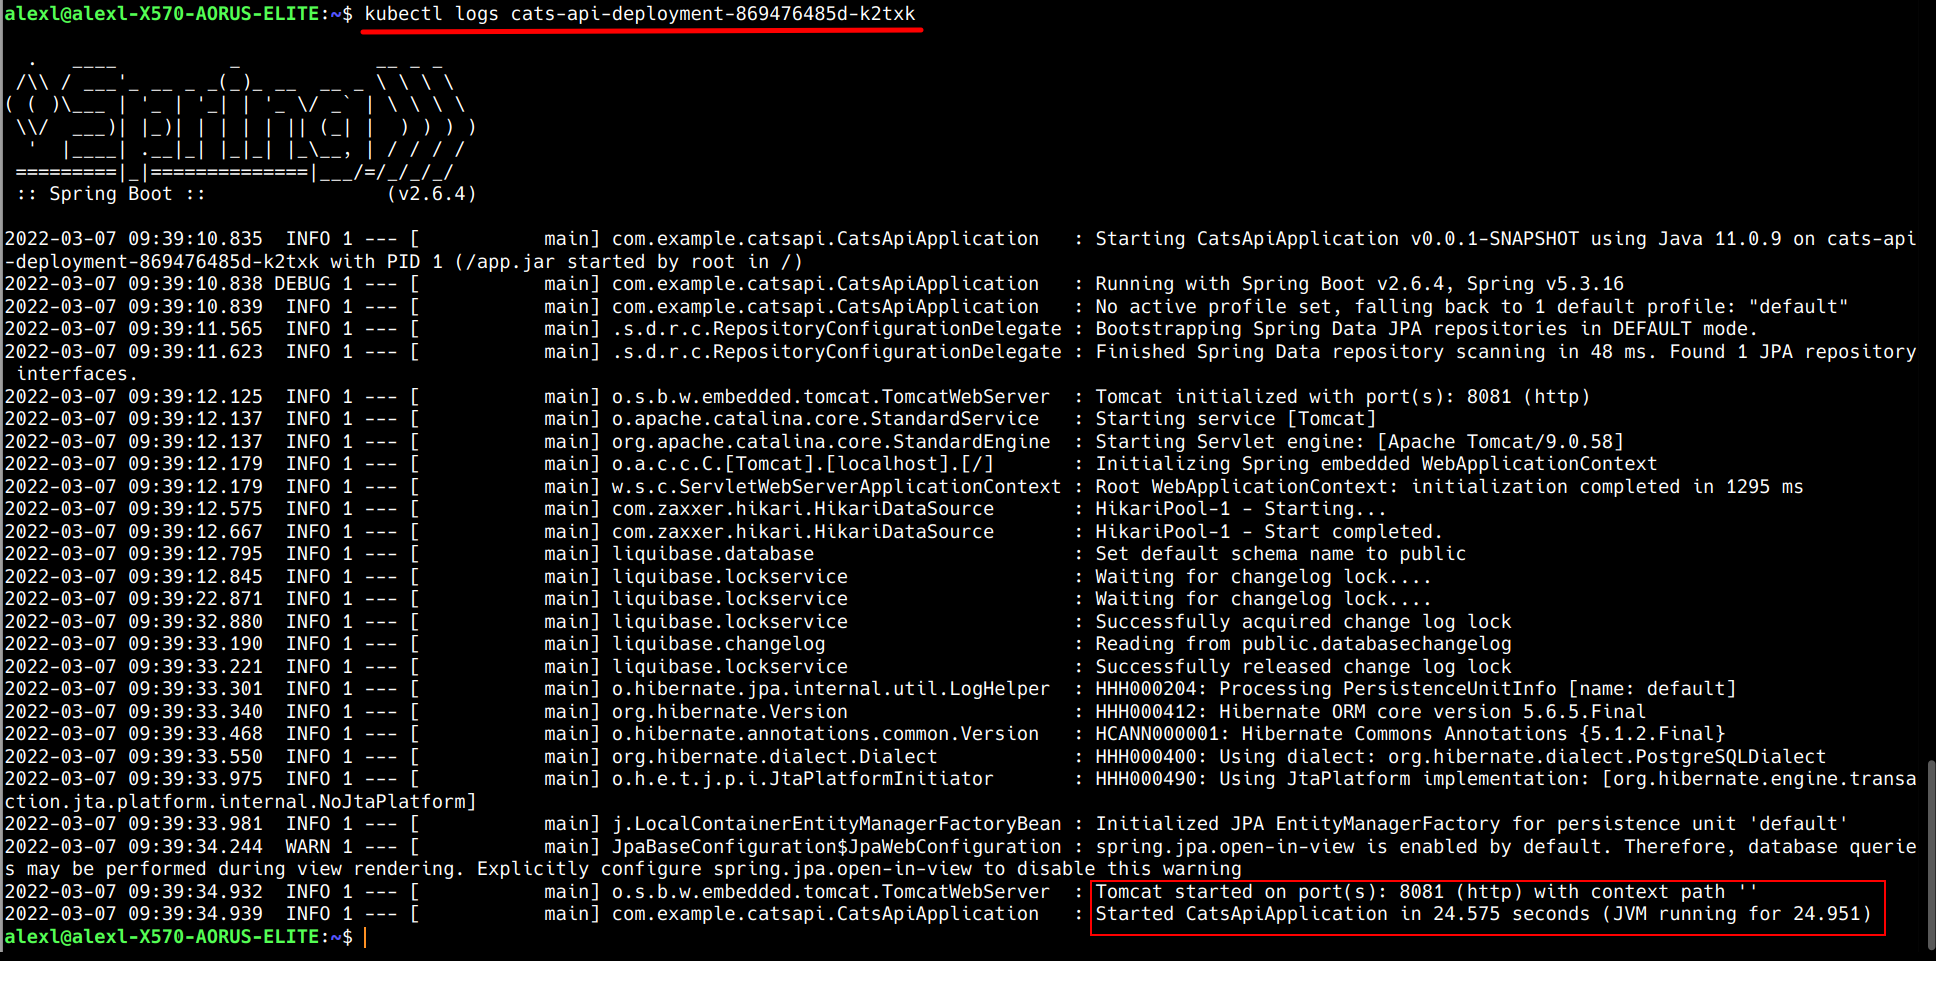 alexl@alexl-X570-AORUS-ELITE:~$ kubectl logs cats-api-deployment-869476485d-k2txk
  .   ____          _            __ _ _
 /\\ / ___'_ __ _ _(_)_ __  __ _ \ \ \ \
( ( )\___ | '_ | '_| | '_ \/ _` | \ \ \ \
 \\/  ___)| |_)| | | | | || (_| |  ) ) ) )
  '  |____| .__|_| |_|_| |_\__, | / / / /
 =========|_|==============|___/=/_/_/_/
 :: Spring Boot ::                (v2.6.4)
2022-03-07 09:39:10.835  INFO 1 --- [           main] com.example.catsapi.CatsApiApplication   : Starting CatsApiApplication v0.0.1-SNAPSHOT using Java 11.0.9 on cats-api
-deployment-869476485d-k2txk with PID 1 (/app.jar started by root in /)
2022-03-07 09:39:10.838 DEBUG 1 --- [           main] com.example.catsapi.CatsApiApplication   : Running with Spring Boot v2.6.4, Spring v5.3.16
2022-03-07 09:39:10.839  INFO 1 --- [           main] com.example.catsapi.CatsApiApplication   : No active profile set, falling back to 1 default profile: "default"
2022-03-07 09:39:11.565  INFO 1 --- [           main] .s.d.r.c.RepositoryConfigurationDelegate : Bootstrapping Spring Data JPA repositories in DEFAULT mode.
2022-03-07 09:39:11.623  INFO 1 --- [           main] .s.d.r.c.RepositoryConfigurationDelegate : Finished Spring Data repository scanning in 48 ms. Found 1 JPA repository
 interfaces.
2022-03-07 09:39:12.125  INFO 1 --- [           main] o.s.b.w.embedded.tomcat.TomcatWebServer  : Tomcat initialized with port(s): 8081 (http)
2022-03-07 09:39:12.137  INFO 1 --- [           main] o.apache.catalina.core.StandardService   : Starting service [Tomcat]
2022-03-07 09:39:12.137  INFO 1 --- [           main] org.apache.catalina.core.StandardEngine  : Starting Servlet engine: [Apache Tomcat/9.0.58]
2022-03-07 09:39:12.179  INFO 1 --- [           main] o.a.c.c.C.[Tomcat].[localhost].[/]       : Initializing Spring embedded WebApplicationContext
2022-03-07 09:39:12.179  INFO 1 --- [           main] w.s.c.ServletWebServerApplicationContext : Root WebApplicationContext: initialization completed in 1295 ms
2022-03-07 09:39:12.575  INFO 1 --- [           main] com.zaxxer.hikari.HikariDataSource       : HikariPool-1 - Starting...
2022-03-07 09:39:12.667  INFO 1 --- [           main] com.zaxxer.hikari.HikariDataSource       : HikariPool-1 - Start completed.
2022-03-07 09:39:12.795  INFO 1 --- [           main] liquibase.database                       : Set default schema name to public
2022-03-07 09:39:12.845  INFO 1 --- [           main] liquibase.lockservice                    : Waiting for changelog lock....
2022-03-07 09:39:22.871  INFO 1 --- [           main] liquibase.lockservice                    : Waiting for changelog lock....
2022-03-07 09:39:32.880  INFO 1 --- [           main] liquibase.lockservice                    : Successfully acquired change log lock
2022-03-07 09:39:33.190  INFO 1 --- [           main] liquibase.changelog                      : Reading from public.databasechangelog
2022-03-07 09:39:33.221  INFO 1 --- [           main] liquibase.lockservice                    : Successfully released change log lock
2022-03-07 09:39:33.301  INFO 1 --- [           main] o.hibernate.jpa.internal.util.LogHelper  : HHH000204: Processing PersistenceUnitInfo [name: default]
2022-03-07 09:39:33.340  INFO 1 --- [           main] org.hibernate.Version                    : HHH000412: Hibernate ORM core version 5.6.5.Final
2022-03-07 09:39:33.468  INFO 1 --- [           main] o.hibernate.annotations.common.Version   : HCANN000001: Hibernate Commons Annotations {5.1.2.Final}
2022-03-07 09:39:33.550  INFO 1 --- [           main] org.hibernate.dialect.Dialect            : HHH000400: Using dialect: org.hibernate.dialect.PostgreSQLDialect
2022-03-07 09:39:33.975  INFO 1 --- [           main] o.h.e.t.j.p.i.JtaPlatformInitiator       : HHH000490: Using JtaPlatform implementation: [org.hibernate.engine.transa
ction.jta.platform.internal.NoJtaPlatform]
2022-03-07 09:39:33.981  INFO 1 --- [           main] j.LocalContainerEntityManagerFactoryBean : Initialized JPA EntityManagerFactory for persistence unit 'default'
2022-03-07 09:39:34.244  WARN 1 --- [           main] JpaBaseConfiguration$JpaWebConfiguration : spring.jpa.open-in-view is enabled by default. Therefore, database querie
s may be performed during view rendering. Explicitly configure spring.jpa.open-in-view to disable this warning
2022-03-07 09:39:34.932  INFO 1 --- [           main] o.s.b.w.embedded.tomcat.TomcatWebServer  : Tomcat started on port(s): 8081 (http) with context path ''
2022-03-07 09:39:34.939  INFO 1 --- [           main] com.example.catsapi.CatsApiApplication   : Started CatsApiApplication in 24.575 seconds (JVM running for 24.951)
alexl@alexl-X570-AORUS-ELITE:~$